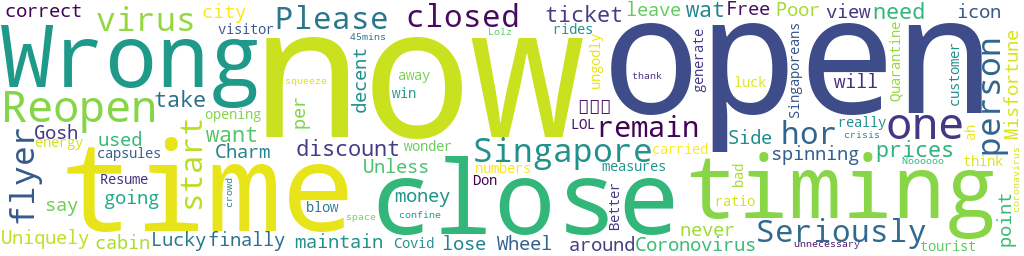 correct
virus
city
visitor
Please
45mins
closed
Lolz
ticket
rides
leave
wat
Free
Poor
view
need
icon
Wrong
now
open
Reopen
take
decent
away
win
squeeze
ungodly
thank
generate
luck
Singaporeans
will
Quarantine
customer
person
Misfortune
flyer
Gosh
energy
used
capsules
opening
want
start
per
discount
wonder
LOL
remain
Singapore
numbers
Side
hor
one
really
crisis
carried
ah
spinning
prices
Noooooo
think
say
going
Resume
Charm
time
Unless
close
money
confine
Don
measures
timing
bad
ratio
coronavirus
crowd
blow
space
Better
never
point
Uniquely
cabin
Lucky
finally
maintain
Covid
lose
Wheel
around
Coronovirus
Seriously
unnecessary
tourist